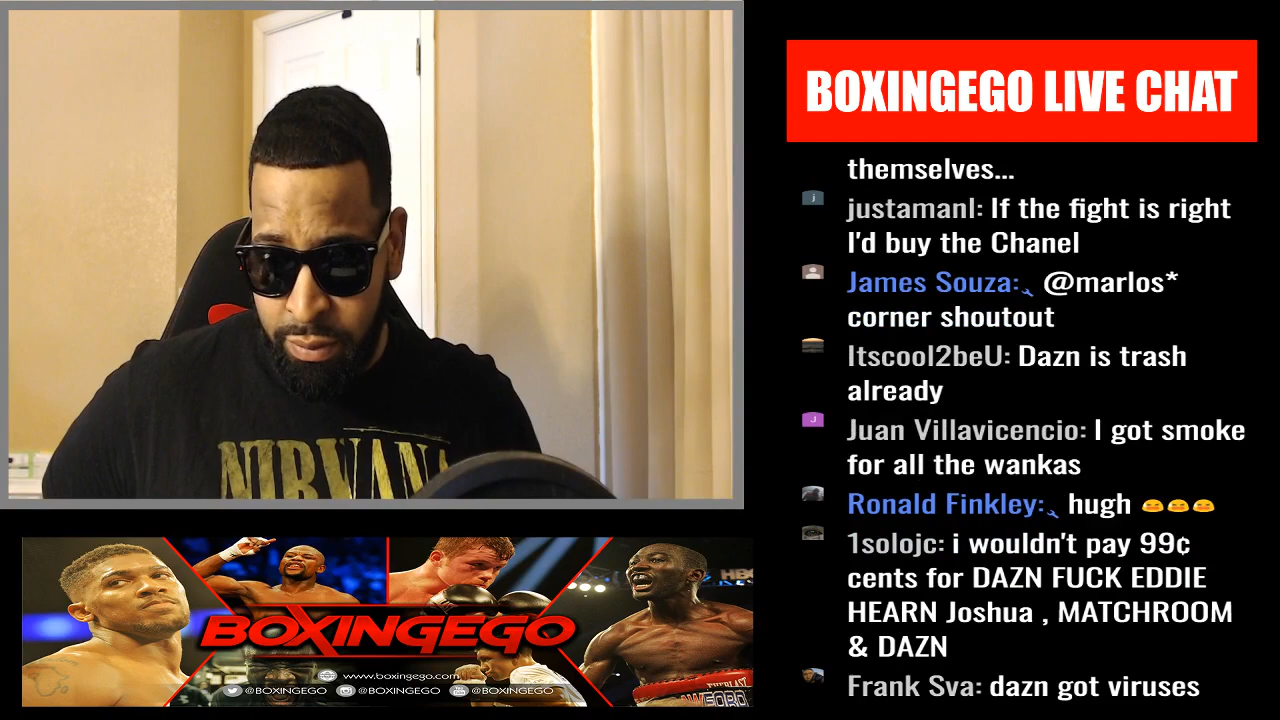 NIRVANA
BOXINGEGO LIVE CHAT
themselves...
justamanl: If the fight is right
I'd buy the Chanel
James Souza: @marlos*
corner shoutout
Itscool2beU: Dazn is trash
already
Juan Villavicencio: I got smoke
for all the wankas
Ronald Finkley: hugh
1solojc: i wouldn't pay 99¢
cents for DAZN FUCK EDDIE
HEARN Joshua , MATCHROOM
& DAZN
Frank Sva: dazn got viruses
HBO
BOXINGEGO
www.boxingego.com
@BOXINGEGO @BOXINGEGO @BOXINGEGO
EVERLAST